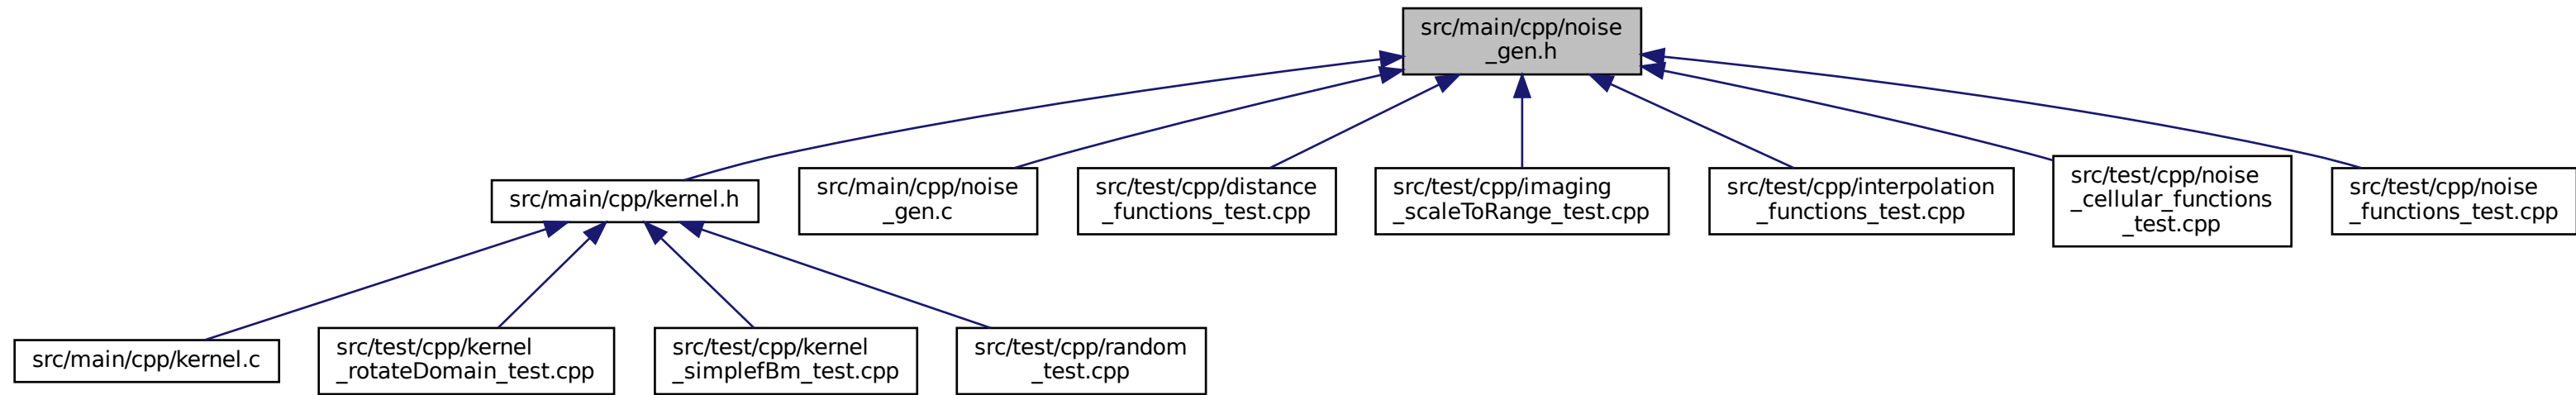 src/main/cpp/noise
_gen.h
src/main/cpp/kernel.h
src/main/cpp/noise
_gen.c
src/test/cpp/distance
_functions_test.cpp
src/test/cpp/imaging
_scaleToRange_test.cpp
src/test/cpp/interpolation
_functions_test.cpp
src/test/cpp/noise
_cellular_functions
_test.cpp
src/test/cpp/noise
_functions_test.cpp
src/main/cpp/kernel.c
src/test/cpp/kernel
_rotateDomain_test.cpp
src/test/cpp/kernel
_simplefBm_test.cpp
src/test/cpp/random
_test.cpp